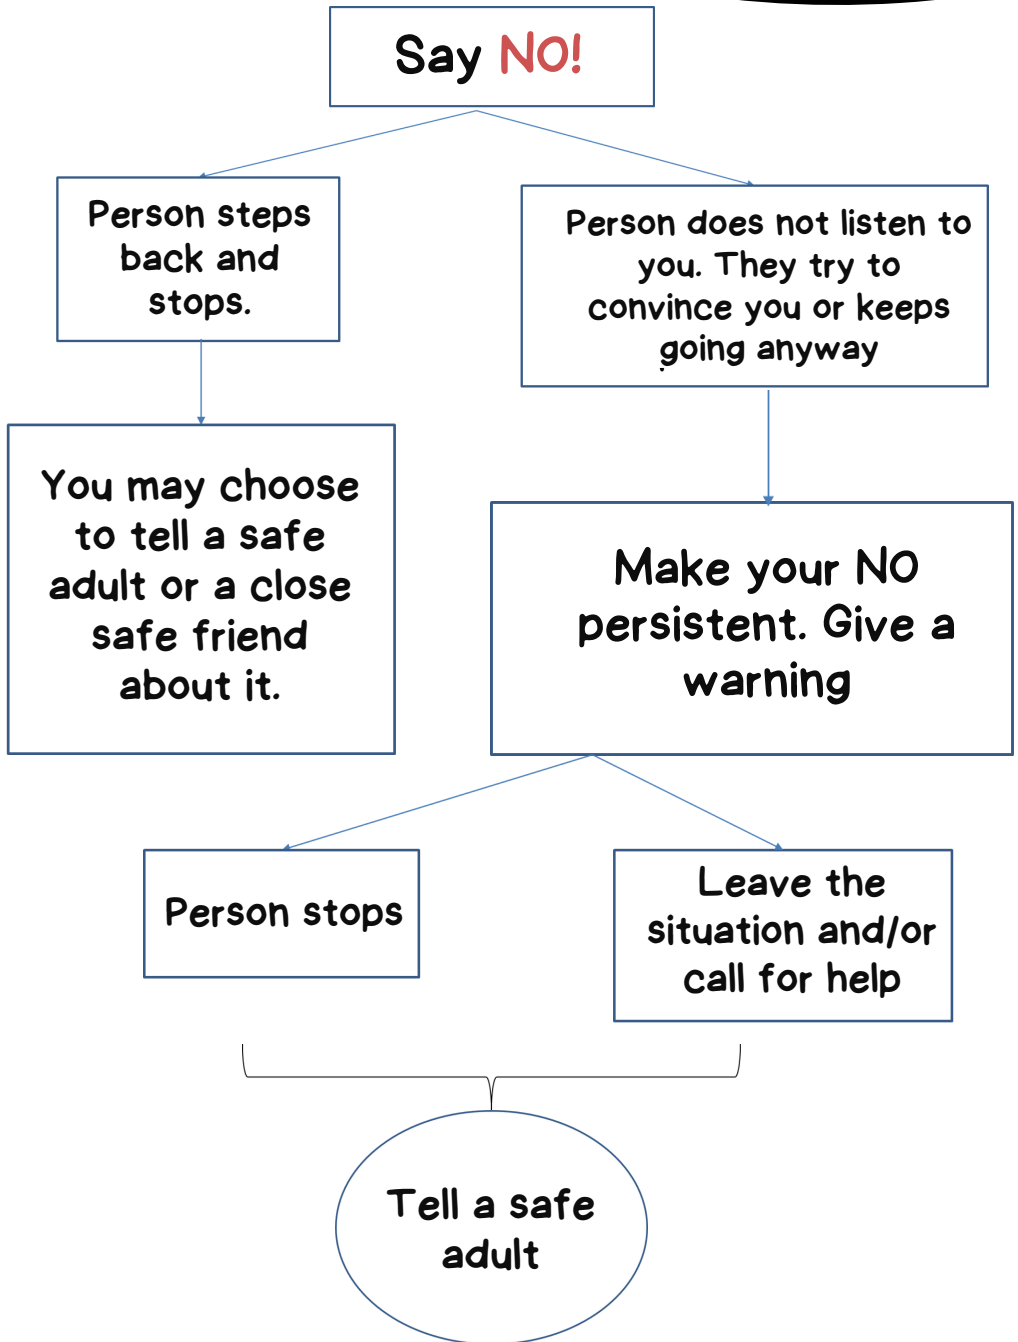 Say NO!
Person steps
back and
stops.
Person does not listen to
you. They try to
convince you or keeps
going anyway
.
You may choose
to tell a safe
adult or a close
safe friend
about it.
Make your NO
persistent. Give a
warning
Person stops
Leave the
situation and/or
call for help
Tell a safe
adult